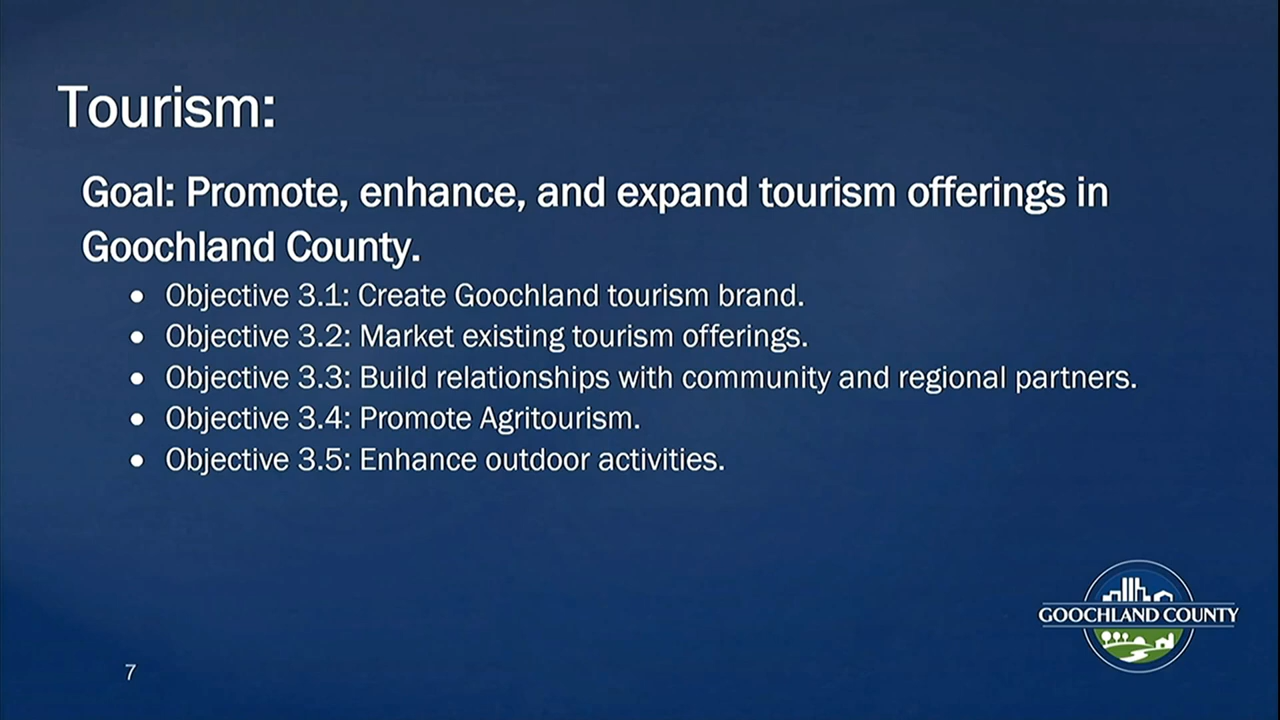 Tourism:
Goal: Promote, enhance, and expand tourism offerings in
Goochland County.
• Objective 3.1: Create Goochland tourism brand.
• Objective 3.2: Market existing tourism offerings.
• Objective 3.3: Build relationships with community and regional partners.
• Objective 3.4: Promote Agritourism.
• Objective 3.5: Enhance outdoor activities.
GOOCHLAND COUNTY
7